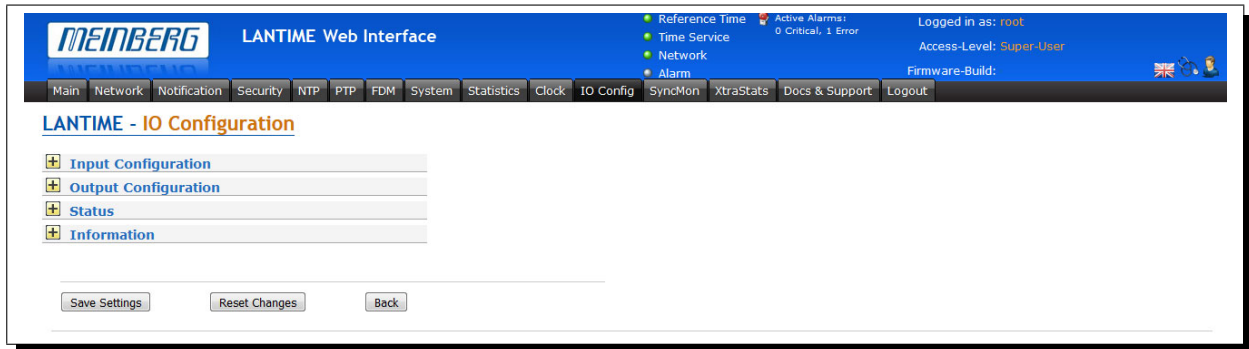 MEINBERG
LANTIME Web Interface
Reference Time
Time Service
Network
Alarm
Active Alarms:
0 Critical, 1 Error
Logged in as: root
Access-Level: Super-User
Firmware-Build:
Main Network Notification Security NTP PTP FDM System Statistics Clock IO Config SyncMon XtraStats Docs & Support Logout
LANTIME - IO Configuration
Input Configuration
Output Configuration
Status
Information
Save Settings Reset Changes Back